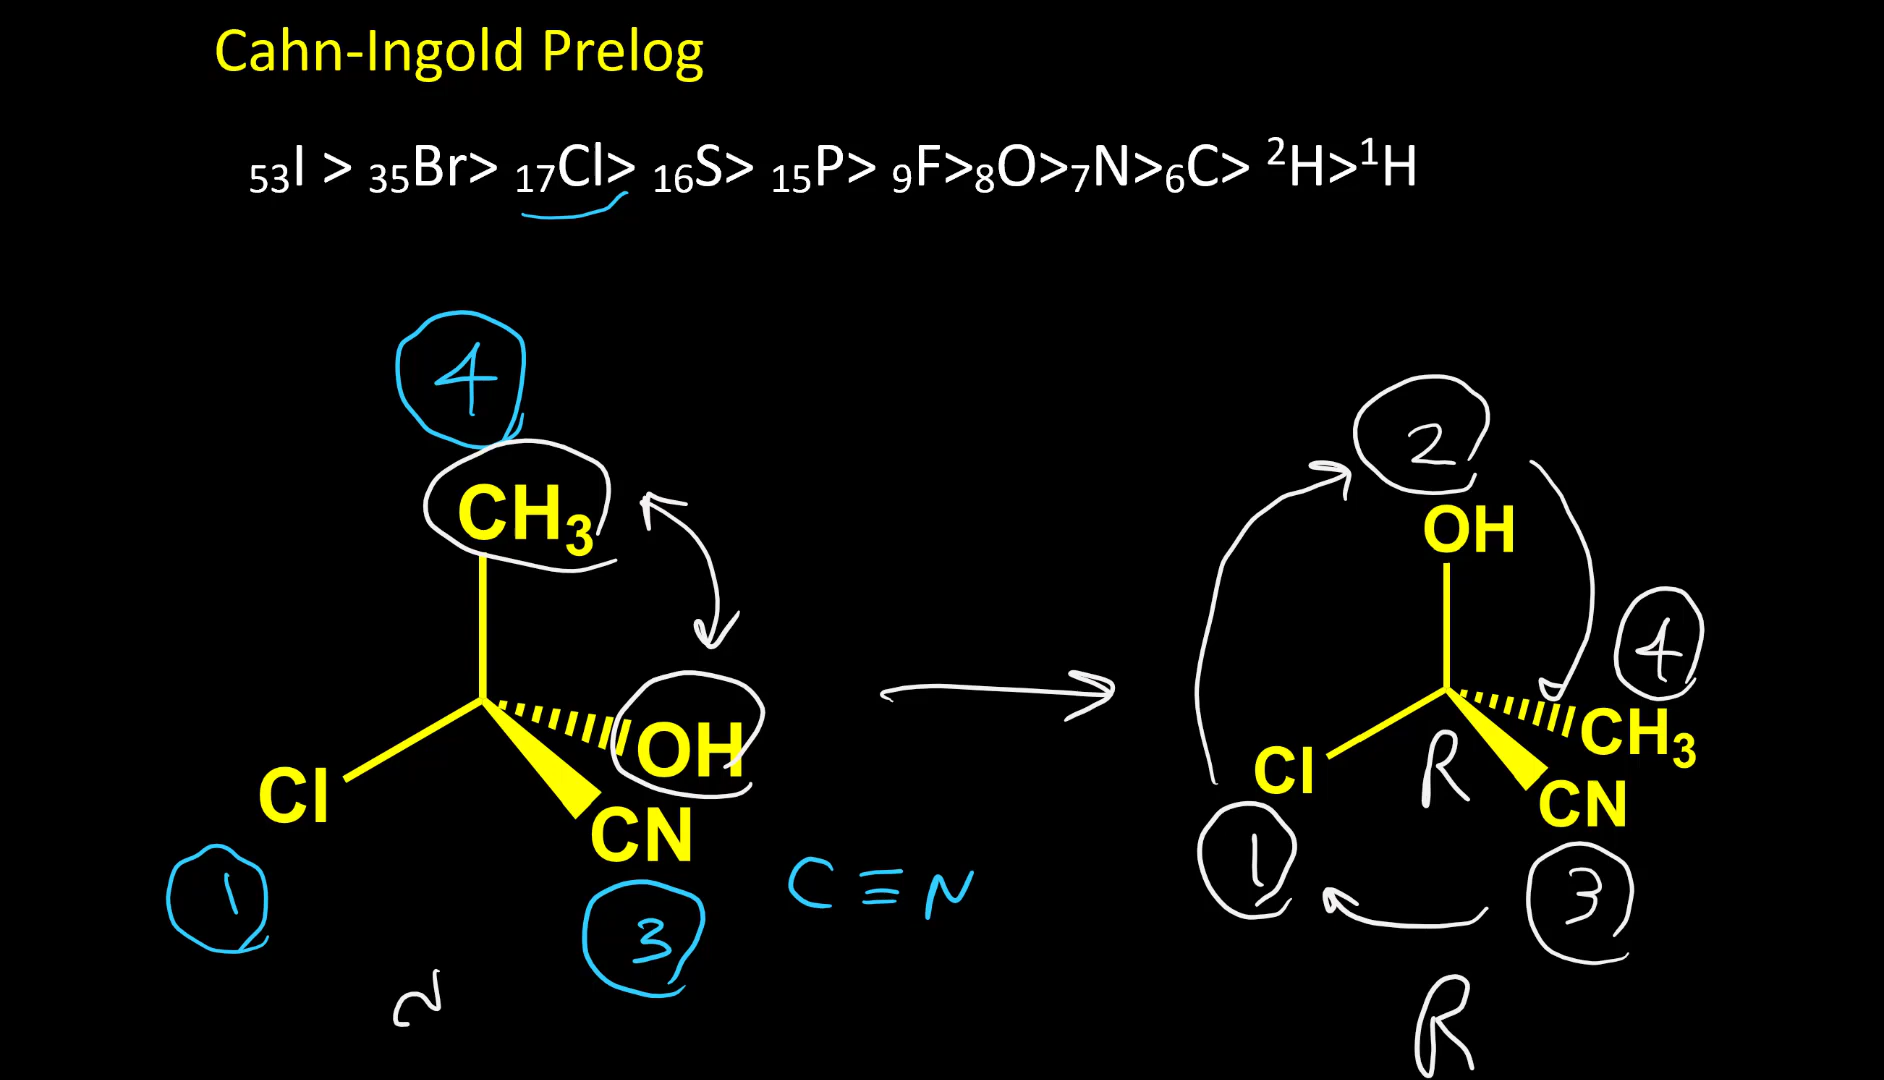 Cahn-Ingold Prelog
₅₃I > ₃₅Br> ₁₇Cl> ₁₆S> ₁₅P> ₉F>₈O>₇N>₆C> ²H>¹H
4
CH₃
OH
Cl
CN
1
3
C≡N
2
OH
4
CH₃
Cl
R
CN
1
3
R